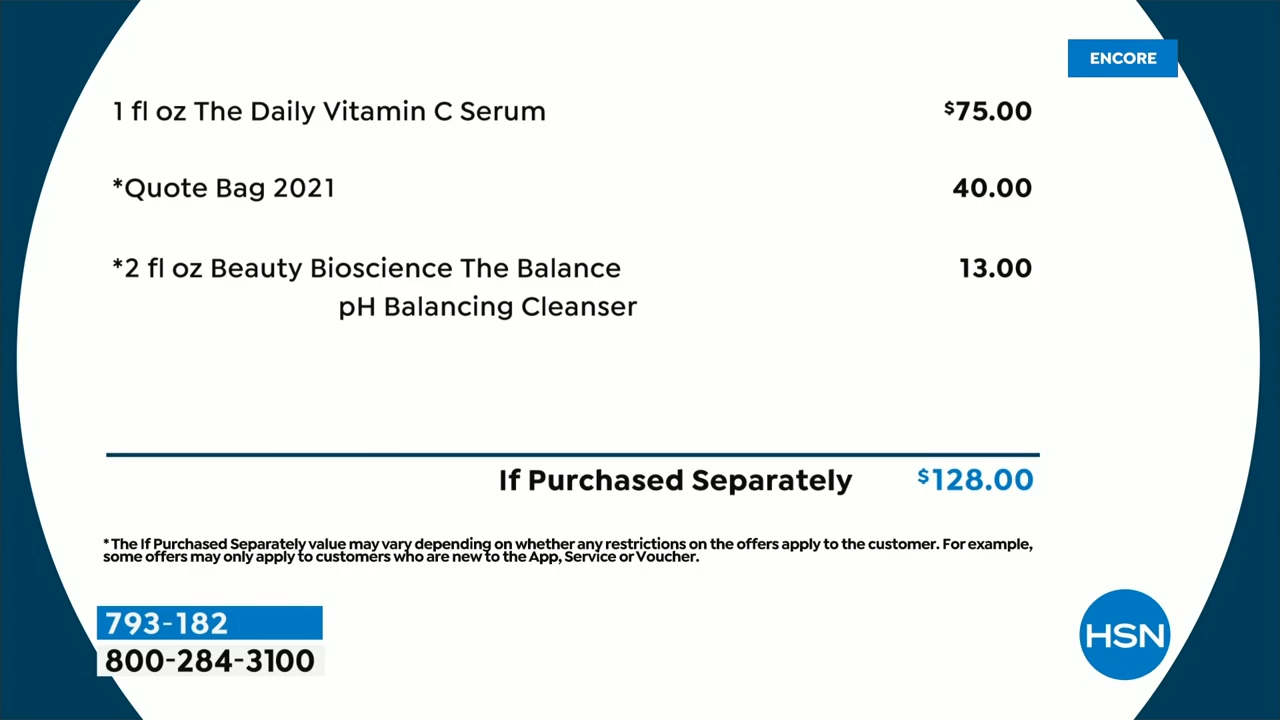 ENCORE
1 fl oz The Daily Vitamin C Serum $75.00
*Quote Bag 2021 40.00
*2 fl oz Beauty Bioscience The Balance 13.00
pH Balancing Cleanser
If Purchased Separately $128.00
*The If Purchased Separately value may vary depending on whether any restrictions on the offers apply to the customer. For example,
some offers may only apply to customers who are new to the App, Service or Voucher.
793-182
800-284-3100
HSN